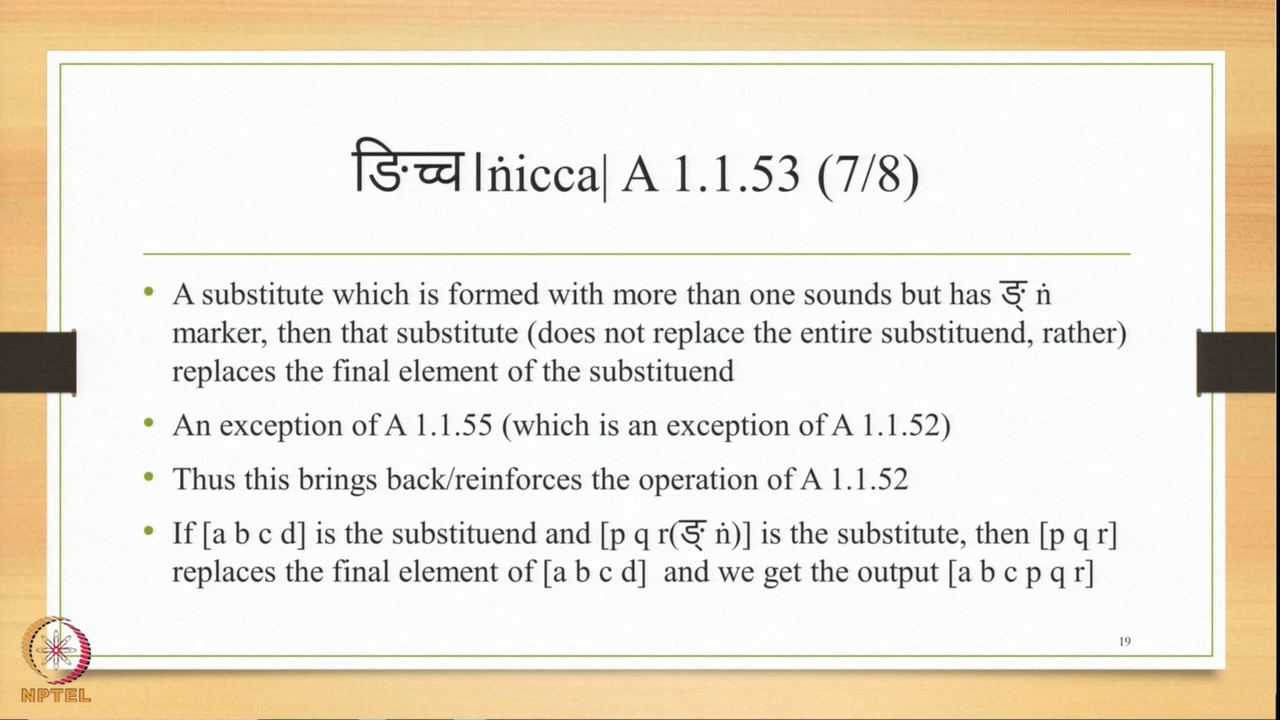 ङिच्च।ṅicca| A 1.1.53 (7/8)
• A substitute which is formed with more than one sounds but has ङ् ṅ
marker, then that substitute (does not replace the entire substituend, rather)
replaces the final element of the substituend
• An exception of A 1.1.55 (which is an exception of A 1.1.52)
• Thus this brings back/reinforces the operation of A 1.1.52
• If [a b c d] is the substituend and [p q r(ङ् ṅ)] is the substitute, then [p q r]
replaces the final element of [a b c d] and we get the output [a b c p q r]
19
NPTEL